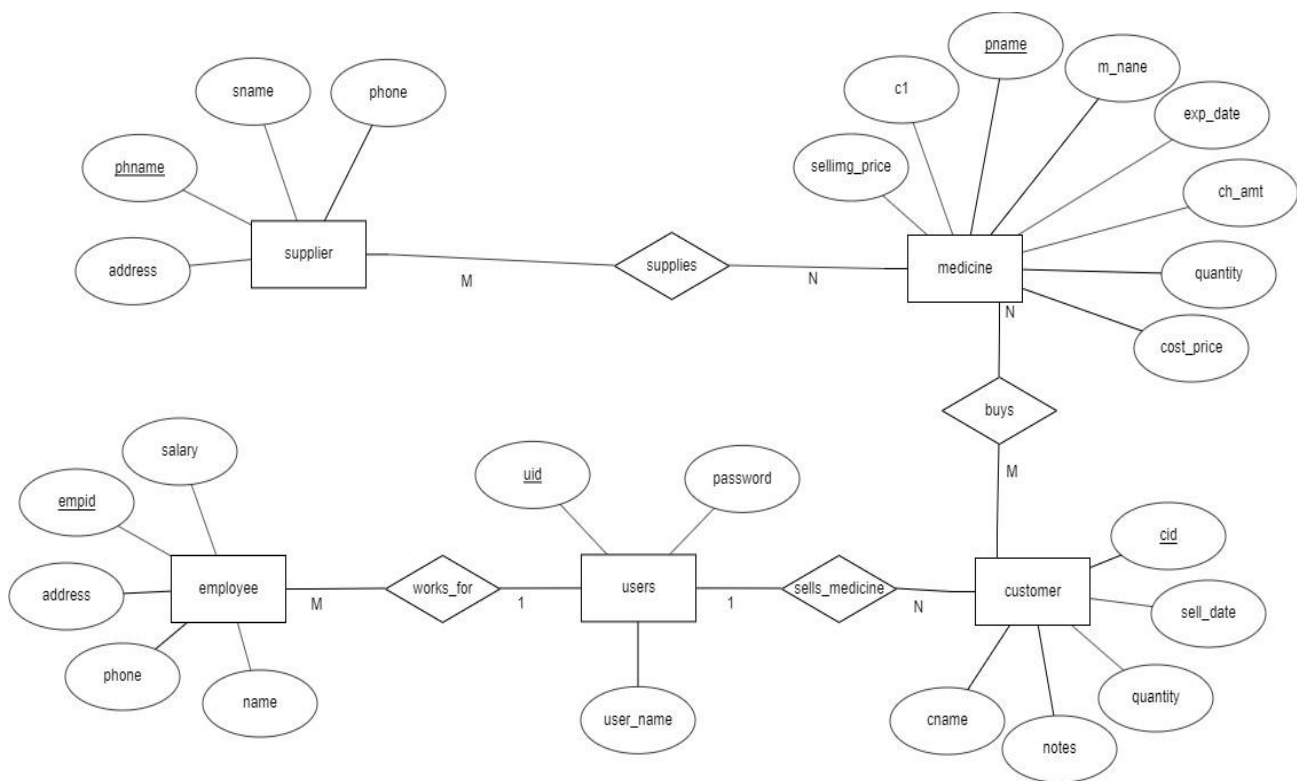 pname
m_nane
sname
phone
c1
exp_date
phname
sellimg_price
ch_amt
supplier
supplies
medicine
address
quantity
M
N
N
cost_price
buys
salary
uid
password
M
empid
cid
employee
works_for
users
sells_medicine
customer
address
M
1
1
N
sell_date
phone
name
user_name
cname
quantity
notes